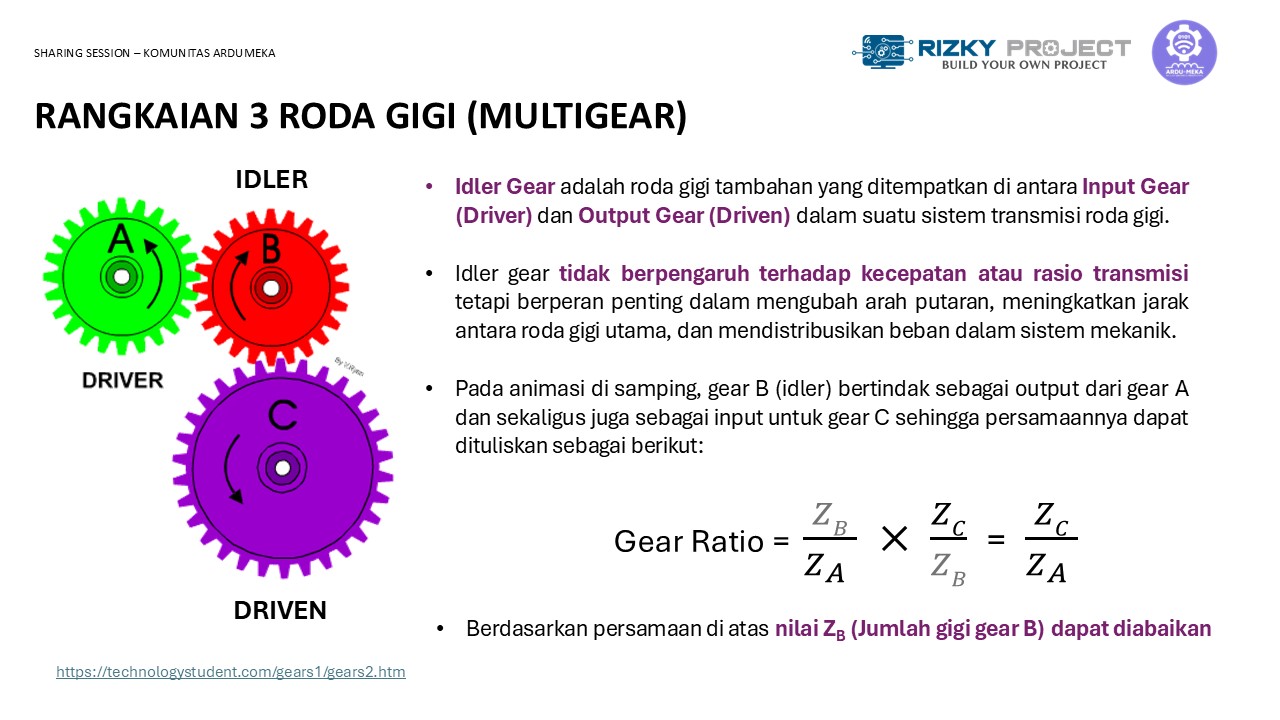 SHARING SESSION – KOMUNITAS ARDUMEKA
RIZKY PROJECT
BUILD YOUR OWN PROJECT
0101
ARDU-MEKA
RANGKAIAN 3 RODA GIGI (MULTIGEAR)
IDLER
A
B
DRIVER
C
DRIVEN
• Idler Gear adalah roda gigi tambahan yang ditempatkan di antara Input Gear
(Driver) dan Output Gear (Driven) dalam suatu sistem transmisi roda gigi.
• Idler gear tidak berpengaruh terhadap kecepatan atau rasio transmisi
tetapi berperan penting dalam mengubah arah putaran, meningkatkan jarak
antara roda gigi utama, dan mendistribusikan beban dalam sistem mekanik.
• Pada animasi di samping, gear B (idler) bertindak sebagai output dari gear A
dan sekaligus juga sebagai input untuk gear C sehingga persamaannya dapat
dituliskan sebagai berikut:
Gear Ratio = Z_B / Z_A × Z_C / Z_B = Z_C / Z_A
• Berdasarkan persamaan di atas nilai Z_B (Jumlah gigi gear B) dapat diabaikan
https://technologystudent.com/gears1/gears2.htm